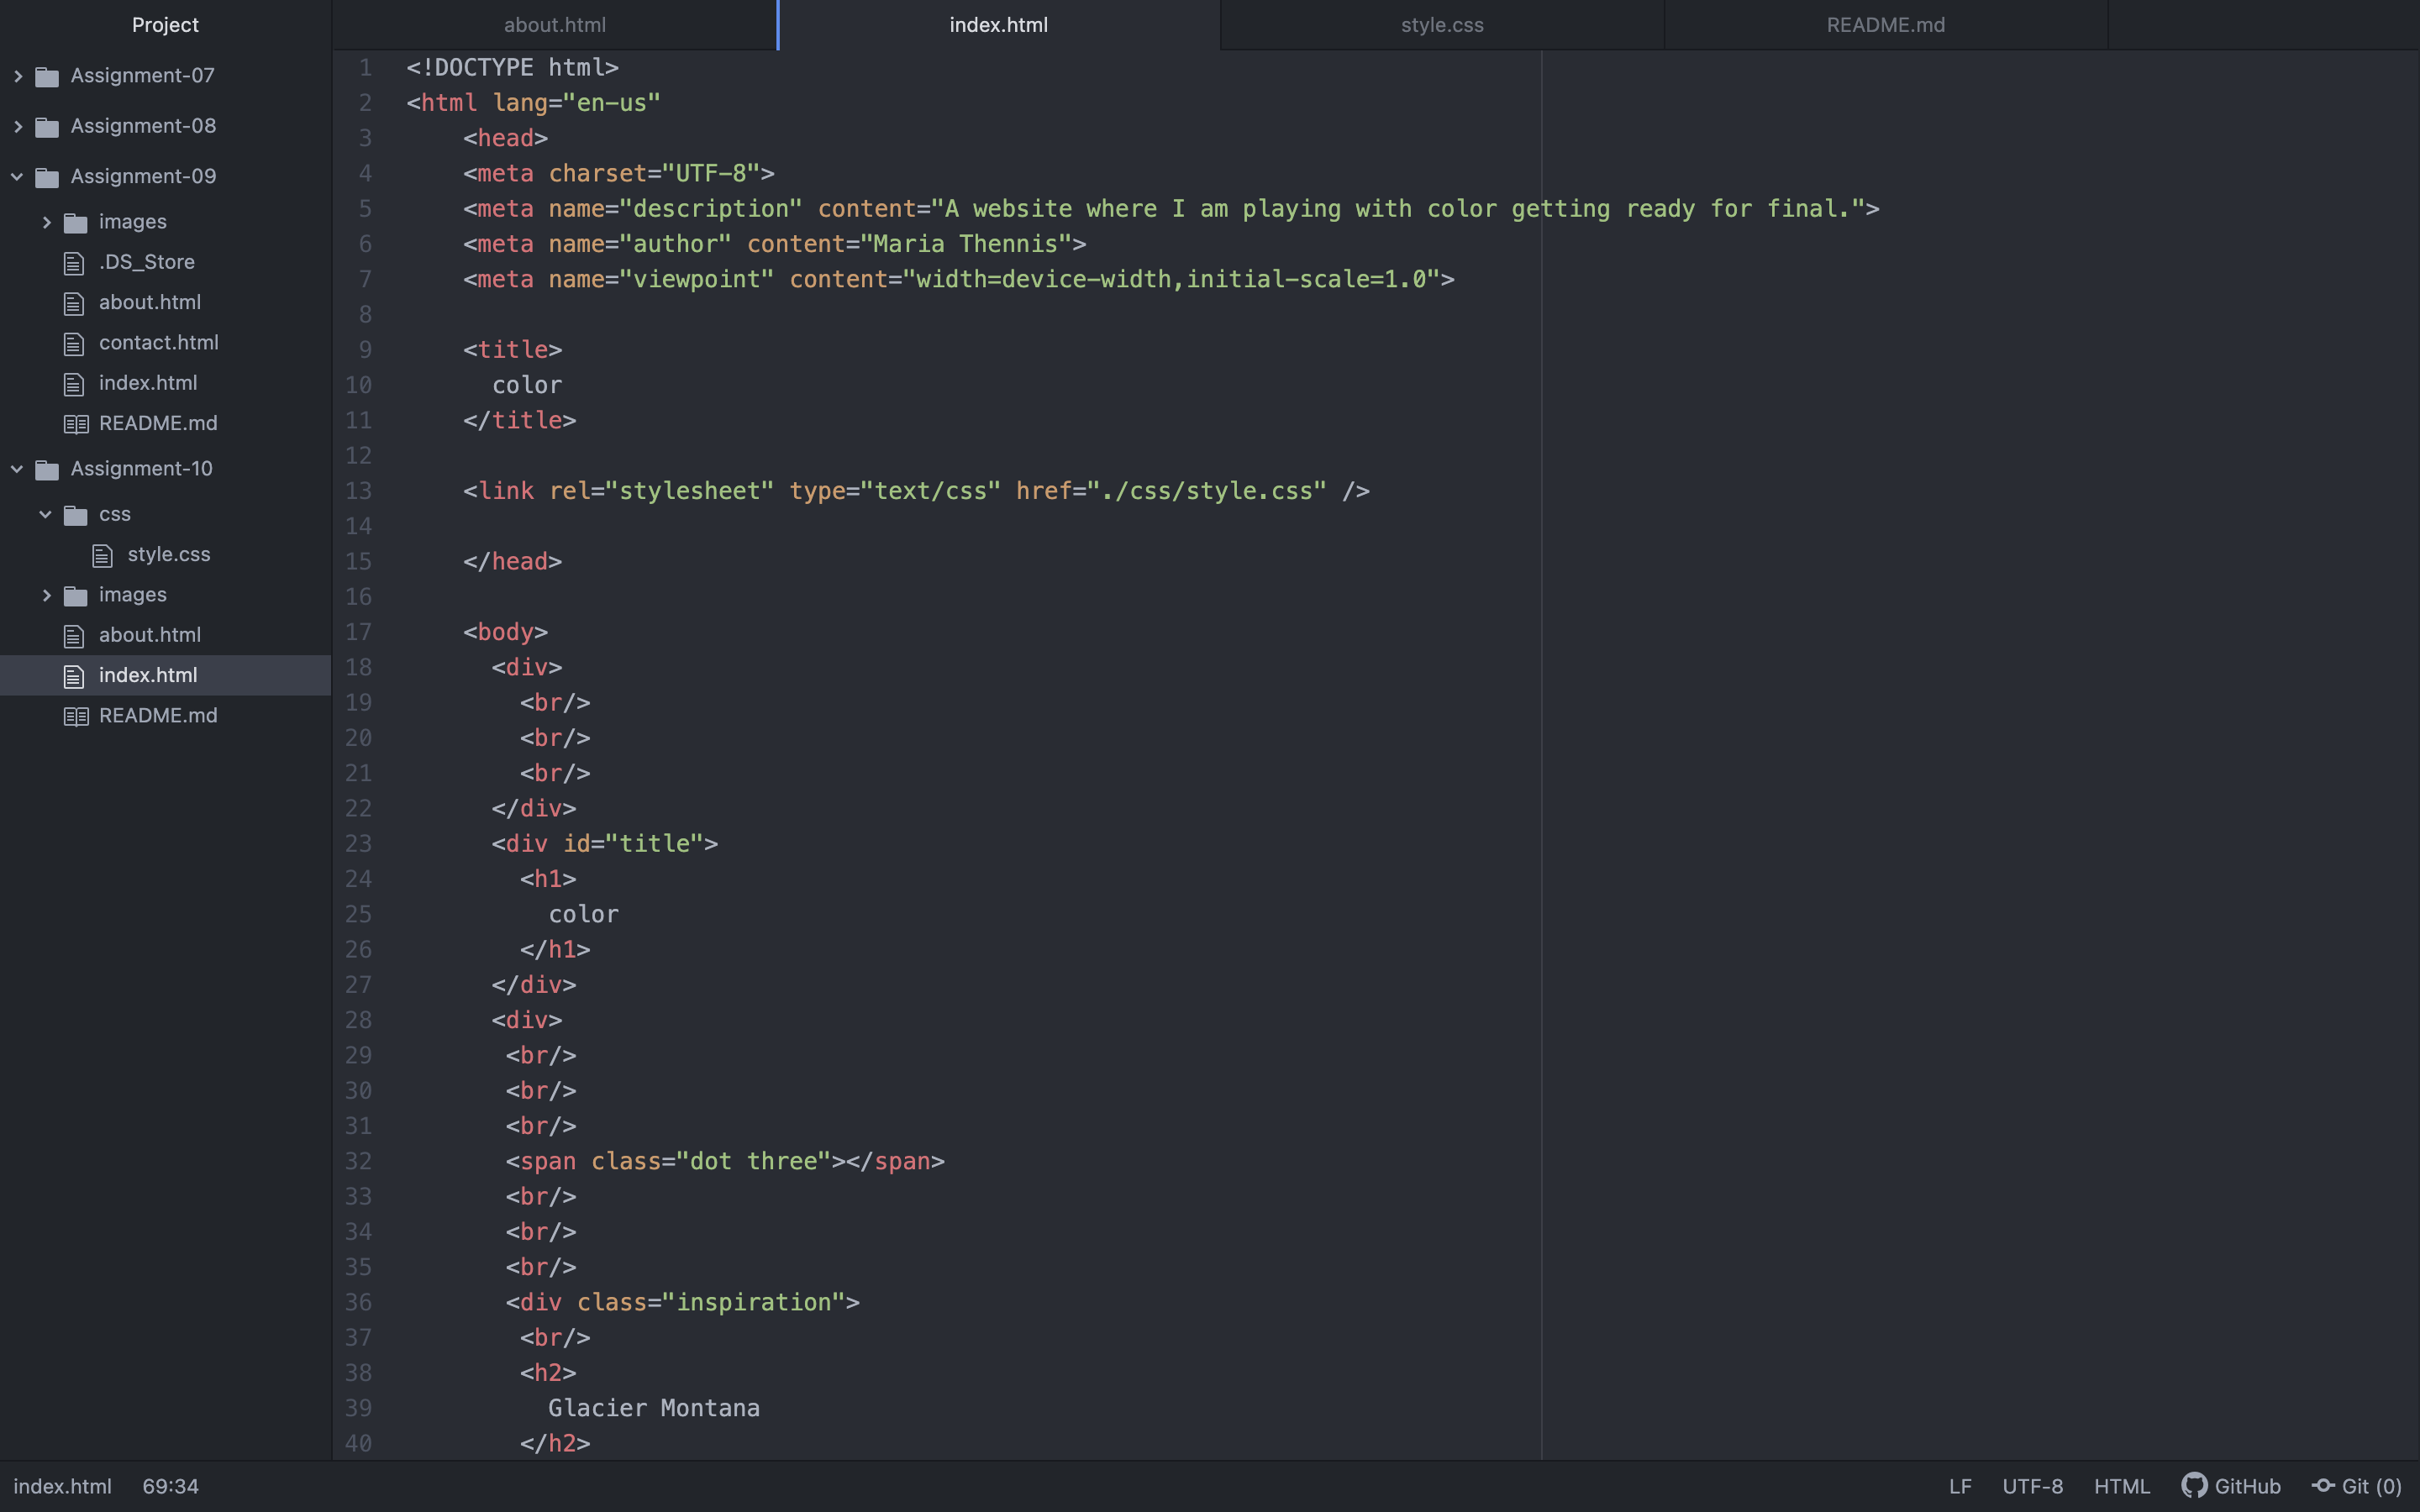 Project
about.html
index.html
style.css
README.md
Assignment-07
Assignment-08
Assignment-09
images
.DS_Store
about.html
contact.html
index.html
README.md
Assignment-10
css
style.css
images
about.html
index.html
README.md
1 <!DOCTYPE html>
2 <html lang="en-us"
3 <head>
4 <meta charset="UTF-8">
5 <meta name="description" content="A website where I am playing with color getting ready for final.">
6 <meta name="author" content="Maria Thennis">
7 <meta name="viewpoint" content="width=device-width,initial-scale=1.0">
8
9 <title>
10 color
11 </title>
12
13 <link rel="stylesheet" type="text/css" href="./css/style.css" />
14
15 </head>
16
17 <body>
18 <div>
19 <br/>
20 <br/>
21 <br/>
22 </div>
23 <div id="title">
24 <h1>
25 color
26 </h1>
27 </div>
28 <div>
29 <br/>
30 <br/>
31 <br/>
32 <span class="dot three"></span>
33 <br/>
34 <br/>
35 <br/>
36 <div class="inspiration">
37 <br/>
38 <h2>
39 Glacier Montana
40 </h2>
index.html 69:34 LF UTF-8 HTML GitHub Git (0)